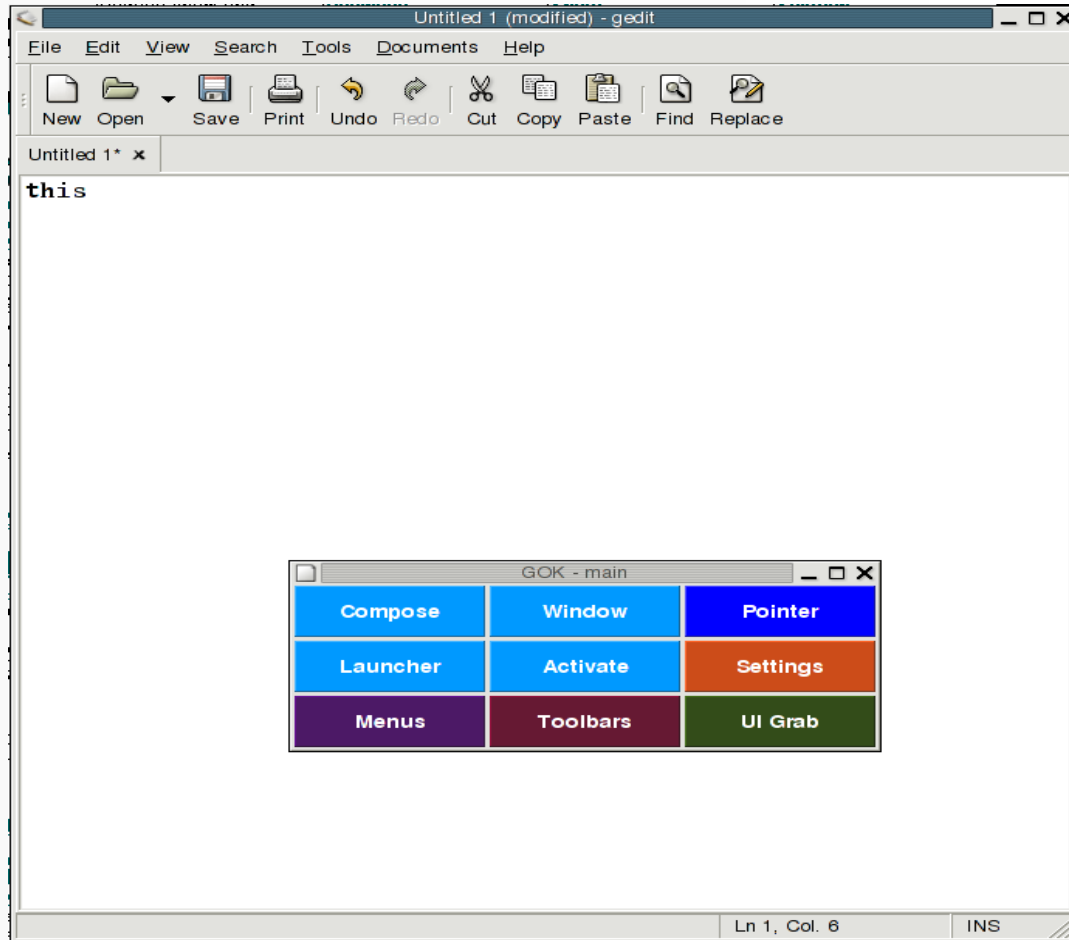 Untitled 1 (modified) - gedit
File Edit View Search Tools Documents Help
New Open Save Print Undo Redo Cut Copy Paste Find Replace
Untitled 1*
this
GOK - main
Compose Window Pointer
Launcher Activate Settings
Menus Toolbars UI Grab
Ln 1, Col. 6 INS